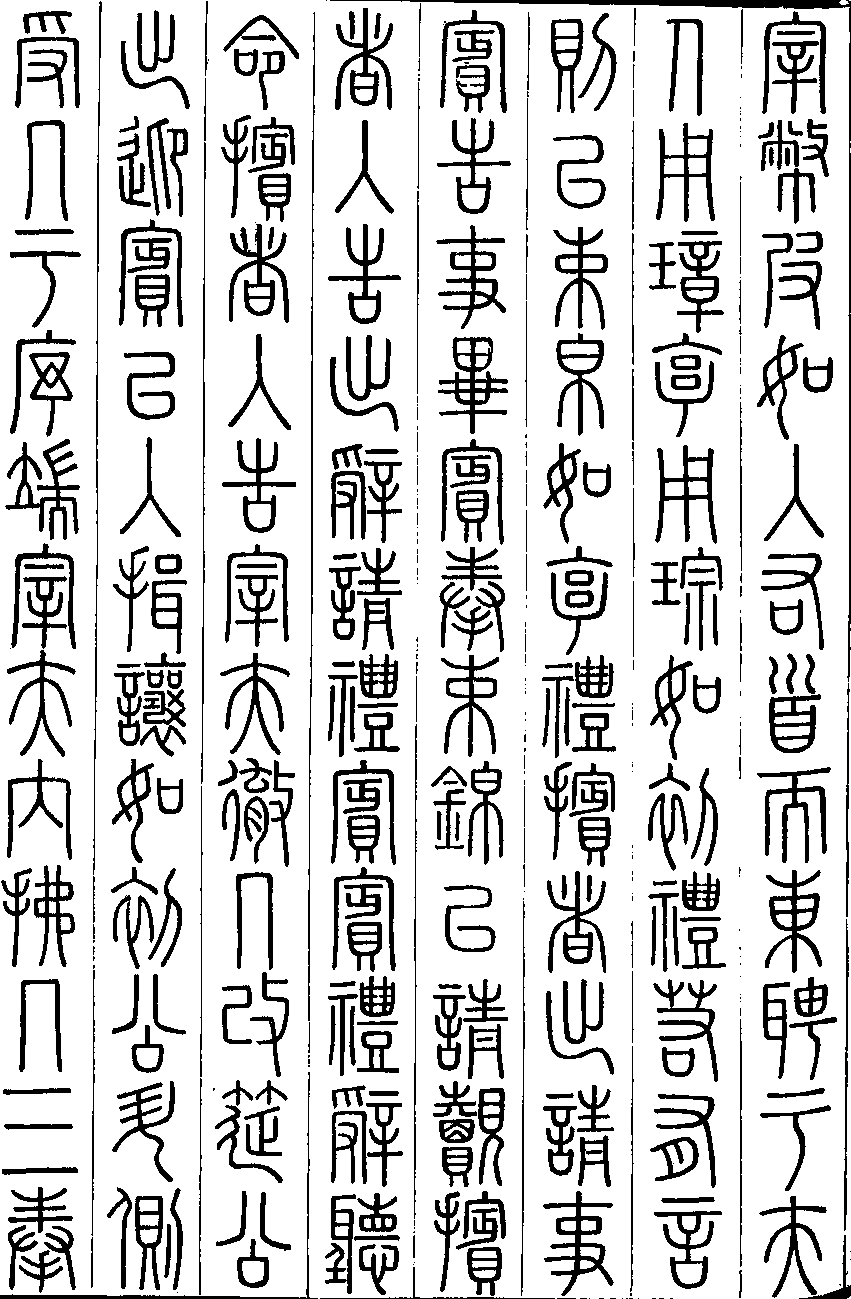 宰幣皮如入右首而東聘于夫
人用璋享用琮如初禮若有言
則以束帛如享禮擯者出請事
賓告事畢賓奉束錦以請覿擯
者入告出辭請禮賓賓禮辭聽
命擯者入告宰夫徹几改筵公
出迎賓以入揖讓如初公升側
受几于序端宰夫內拂几三奉